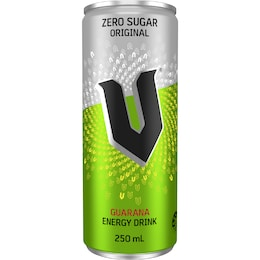 ZERO SUGAR
ORIGINAL
V
GUARANA
ENERGY DRINK
250 mL